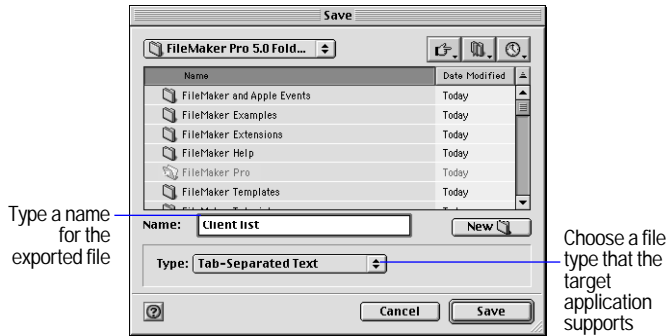 Save
FileMaker Pro 5.0 Fold...
Name Date Modified
FileMaker and Apple Events Today
FileMaker Examples Today
FileMaker Extensions Today
FileMaker Help Today
FileMaker Pro Today
FileMaker Templates Today
Type a name
for the
exported file
Name: Client list
New
Type: Tab-Separated Text
Choose a file
type that the
target
application
supports
Cancel Save